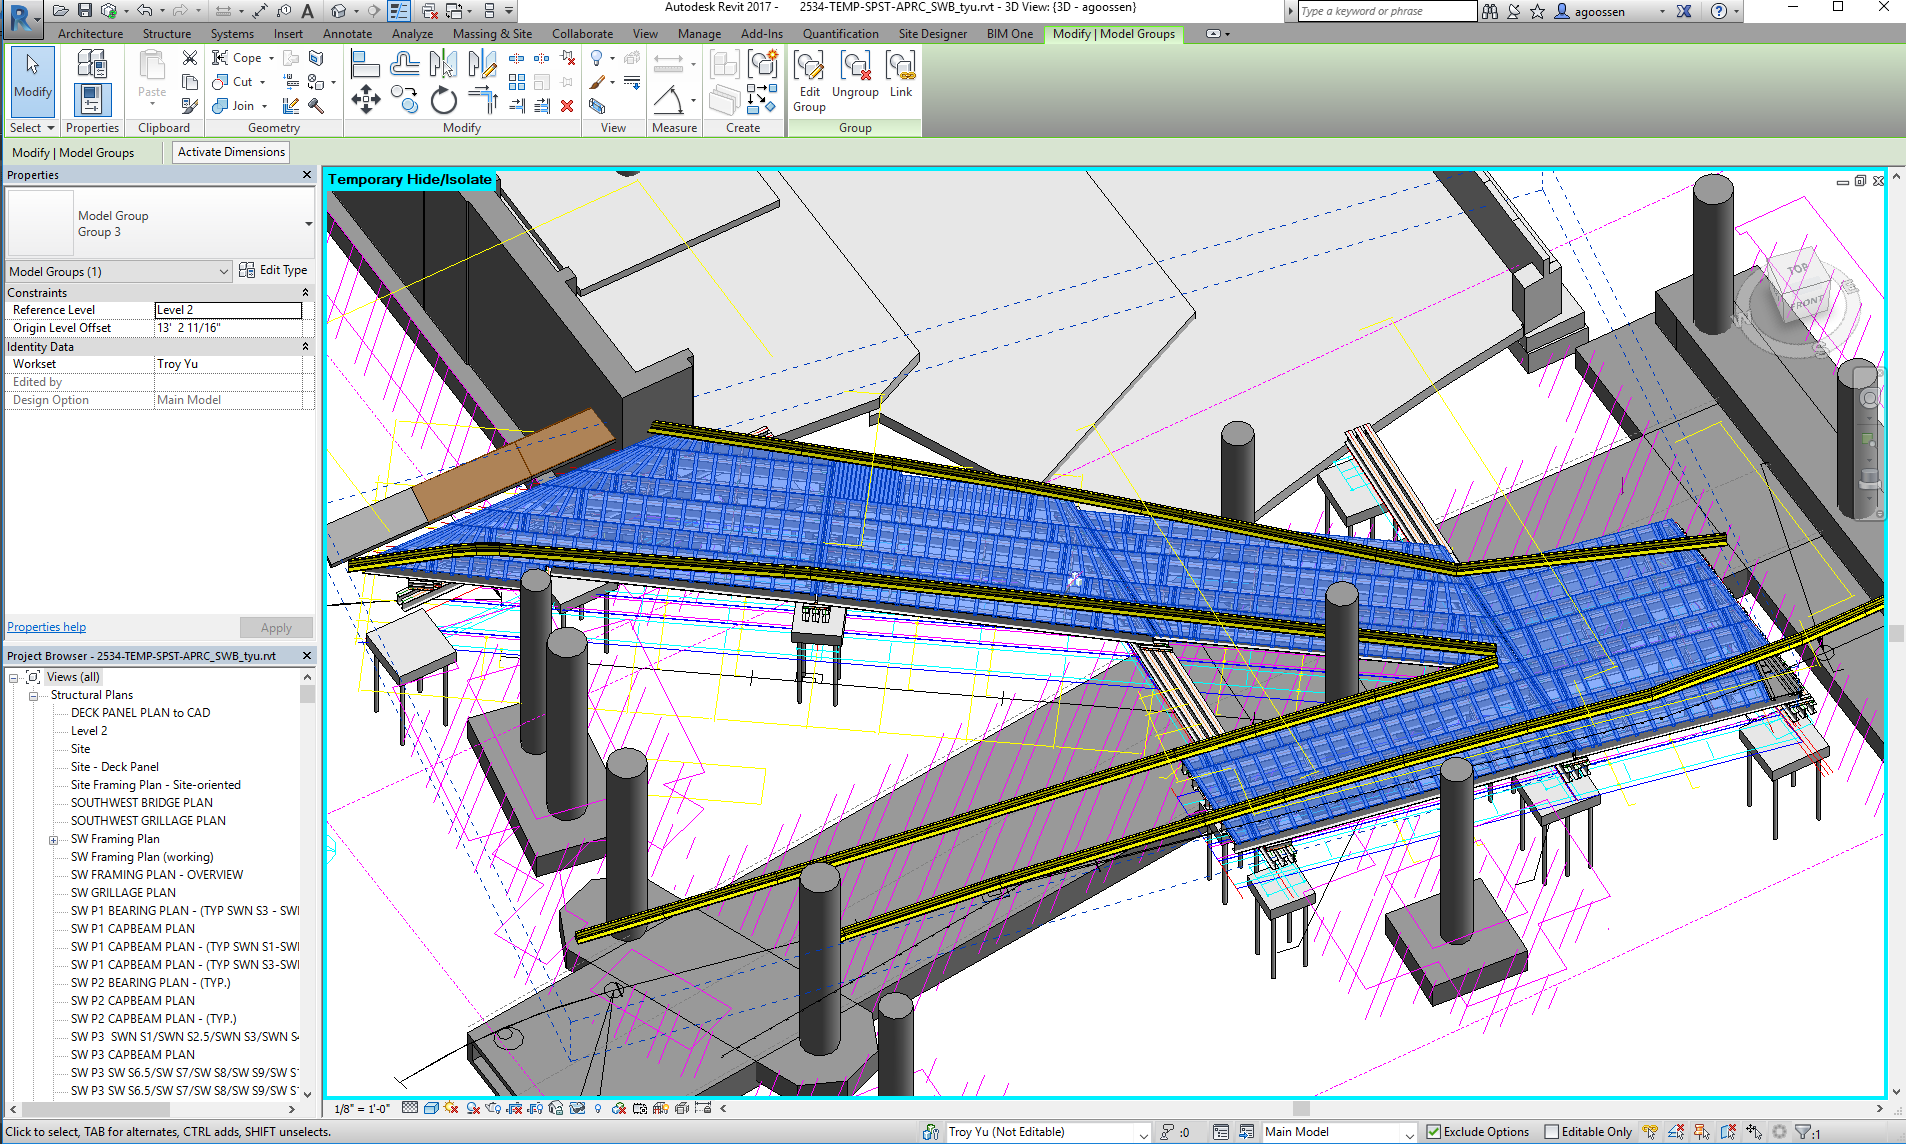 Autodesk Revit 2017 - 2534-TEMP-SPST-APRC_SWB_tyu.rvt - 3D View: {3D - agoossen}
Type a keyword or phrase
agoossen
Architecture Structure Systems Insert Annotate Analyze Massing & Site Collaborate View Manage Add-Ins Quantification Site Designer BIM One Modify | Model Groups
Modify
Paste
Cope
Cut
Join
Edit Group
Ungroup
Link
Select Properties Clipboard Geometry Modify View Measure Create Group
Modify | Model Groups Activate Dimensions
Properties
Model Group
Group 3
Model Groups (1) Edit Type
Constraints
Reference Level Level 2
Origin Level Offset 13' 2 11/16"
Identity Data
Workset Troy Yu
Edited by
Design Option Main Model
Properties help Apply
Project Browser - 2534-TEMP-SPST-APRC_SWB_tyu.rvt
Views (all)
Structural Plans
DECK PANEL PLAN to CAD
Level 2
Site
Site - Deck Panel
Site Framing Plan - Site-oriented
SOUTHWEST BRIDGE PLAN
SOUTHWEST GRILLAGE PLAN
SW Framing Plan
SW Framing Plan (working)
SW FRAMING PLAN - OVERVIEW
SW GRILLAGE PLAN
SW P1 BEARING PLAN - (TYP SWN S3 - SWI
SW P1 CAPBEAM PLAN
SW P1 CAPBEAM PLAN - (TYP SWN S1-SWI
SW P1 CAPBEAM PLAN - (TYP SWN S3-SWI
SW P2 BEARING PLAN - (TYP.)
SW P2 CAPBEAM PLAN
SW P2 CAPBEAM PLAN - (TYP.)
SW P3 SWN S1/SWN S2.5/SWN S3/SWN S4
SW P3 CAPBEAM PLAN
SW P3 SW S6.5/SW S7/SW S8/SW S9/SW S1
SW P3 SW S6.5/SW S7/SW S8/SW S9/SW S1
Temporary Hide/Isolate
TOP
FRONT
W
1/8" = 1'-0"
Click to select, TAB for alternates, CTRL adds, SHIFT unselects.
Troy Yu (Not Editable)
:0
Main Model
Exclude Options
Editable Only
:1